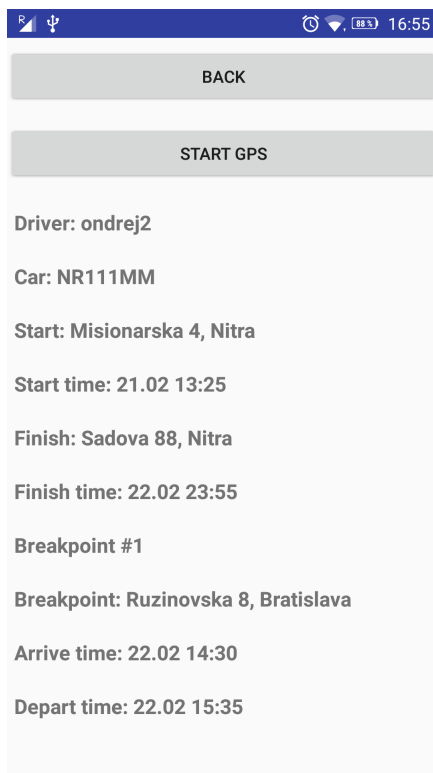 R 88% 16:55
BACK
START GPS
Driver: ondrej2
Car: NR111MM
Start: Misionarska 4, Nitra
Start time: 21.02 13:25
Finish: Sadova 88, Nitra
Finish time: 22.02 23:55
Breakpoint #1
Breakpoint: Ruzinovska 8, Bratislava
Arrive time: 22.02 14:30
Depart time: 22.02 15:35